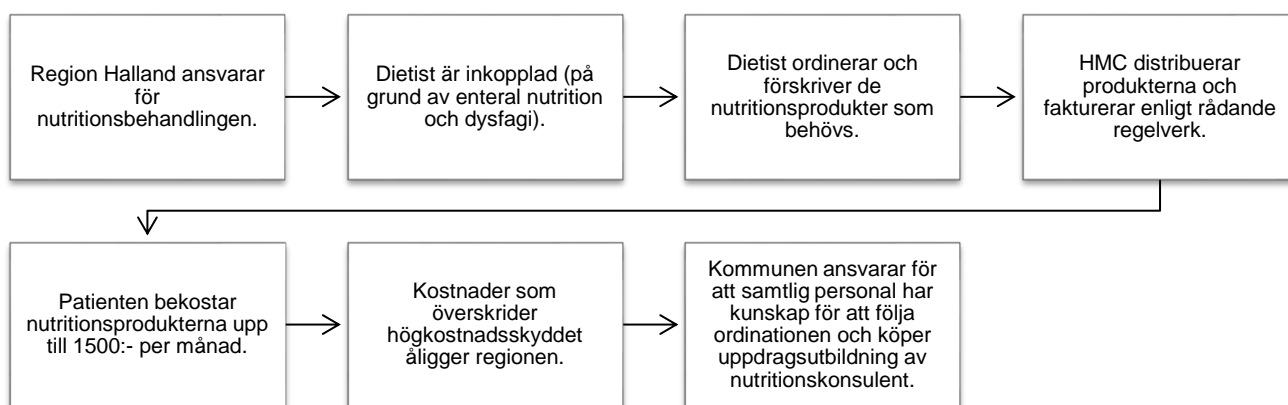 Region Halland ansvarar
för
nutritionsbehandlingen.
Dietist är inkopplad (på
grund av enteral nutrition
och dysfagi).
Dietist ordinerar och
förskriver de
nutritionsprodukter som
behövs.
HMC distribuerar
produkterna och
fakturerar enligt rådande
regelverk.
Patienten bekostar
nutritionsprodukterna upp
till 1500:- per månad.
Kostnader som
överskrider
högkostnadsskyddet
åligger regionen.
Kommunen ansvarar för
att samtlig personal har
kunskap för att följa
ordinationen och köper
uppdragsutbildning av
nutritionskonsulent.